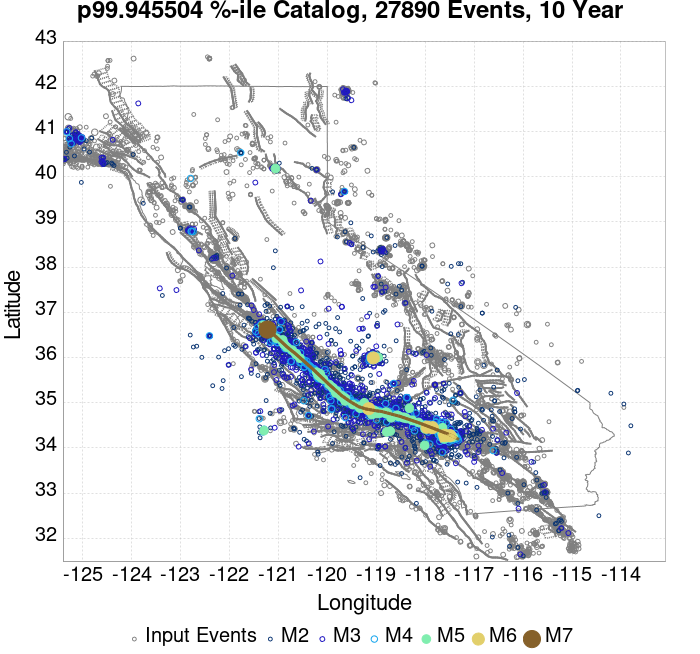 p99.945504 %-ile Catalog, 27890 Events, 10 Year
43
42
41
40
39
38
37
36
35
34
33
32
Latitude
-125 -124 -123 -122 -121 -120 -119 -118 -117 -116 -115 -114
Longitude
Input Events M2 M3 M4 M5 M6 M7